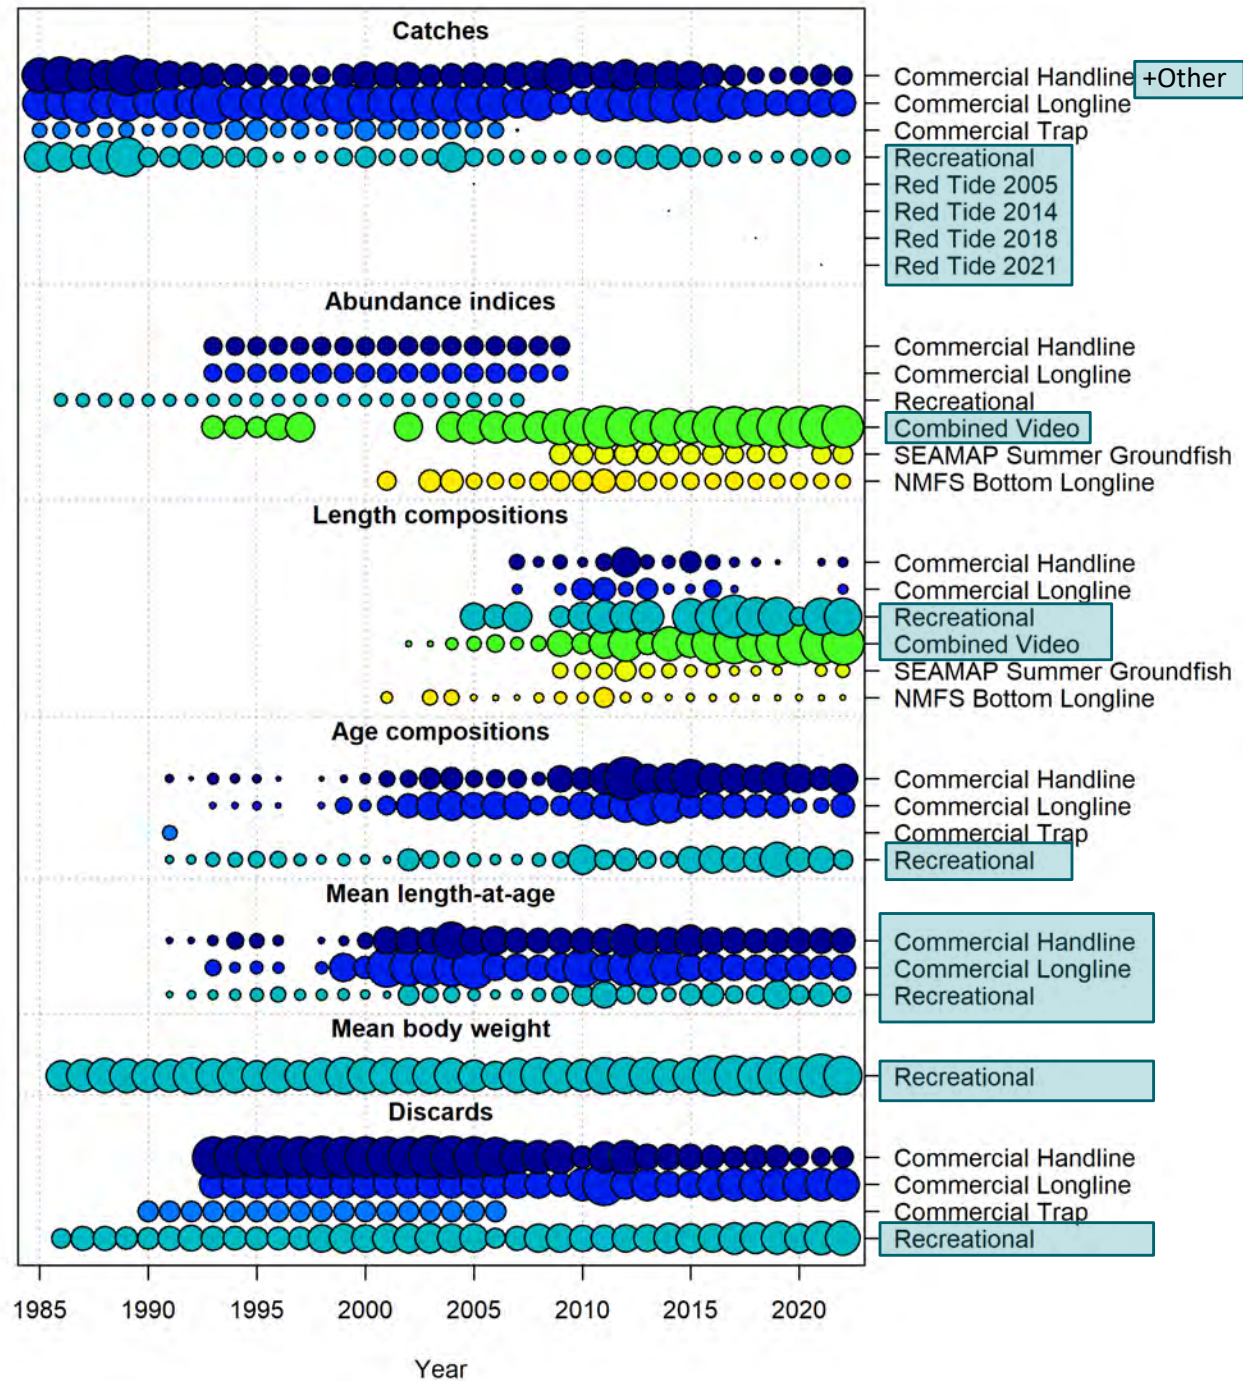 Catches
Commercial Handline +Other
Commercial Longline
Commercial Trap
Recreational
Red Tide 2005
Red Tide 2014
Red Tide 2018
Red Tide 2021
Abundance indices
Commercial Handline
Commercial Longline
Recreational
Combined Video
SEAMAP Summer Groundfish
NMFS Bottom Longline
Length compositions
Commercial Handline
Commercial Longline
Recreational
Combined Video
SEAMAP Summer Groundfish
NMFS Bottom Longline
Age compositions
Commercial Handline
Commercial Longline
Commercial Trap
Recreational
Mean length-at-age
Commercial Handline
Commercial Longline
Recreational
Mean body weight
Recreational
Discards
Commercial Handline
Commercial Longline
Commercial Trap
Recreational
1985 1990 1995 2000 2005 2010 2015 2020
Year